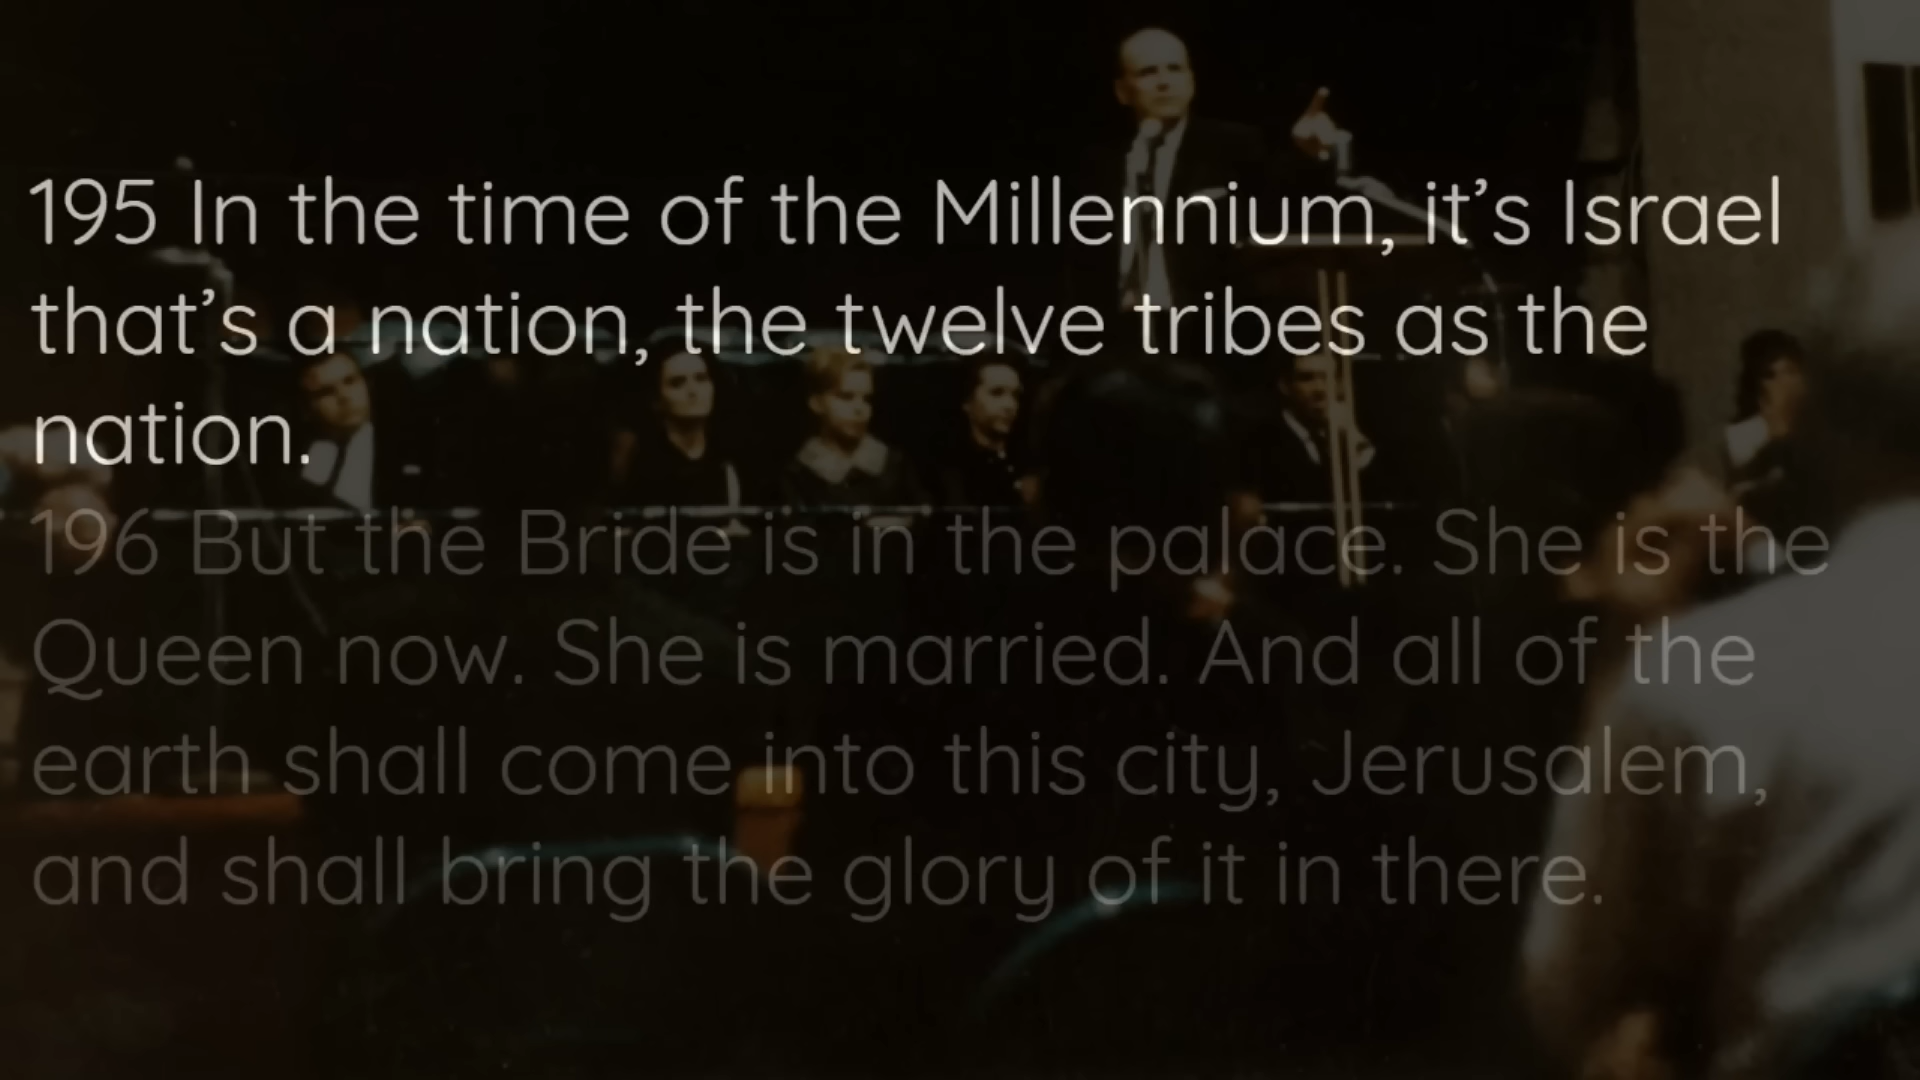 195 In the time of the Millennium, it’s Israel
that’s a nation, the twelve tribes as the
nation.
196 But the Bride is in the palace. She is the
Queen now. She is married. And all of the
earth shall come into this city, Jerusalem,
and shall bring the glory of it in there.